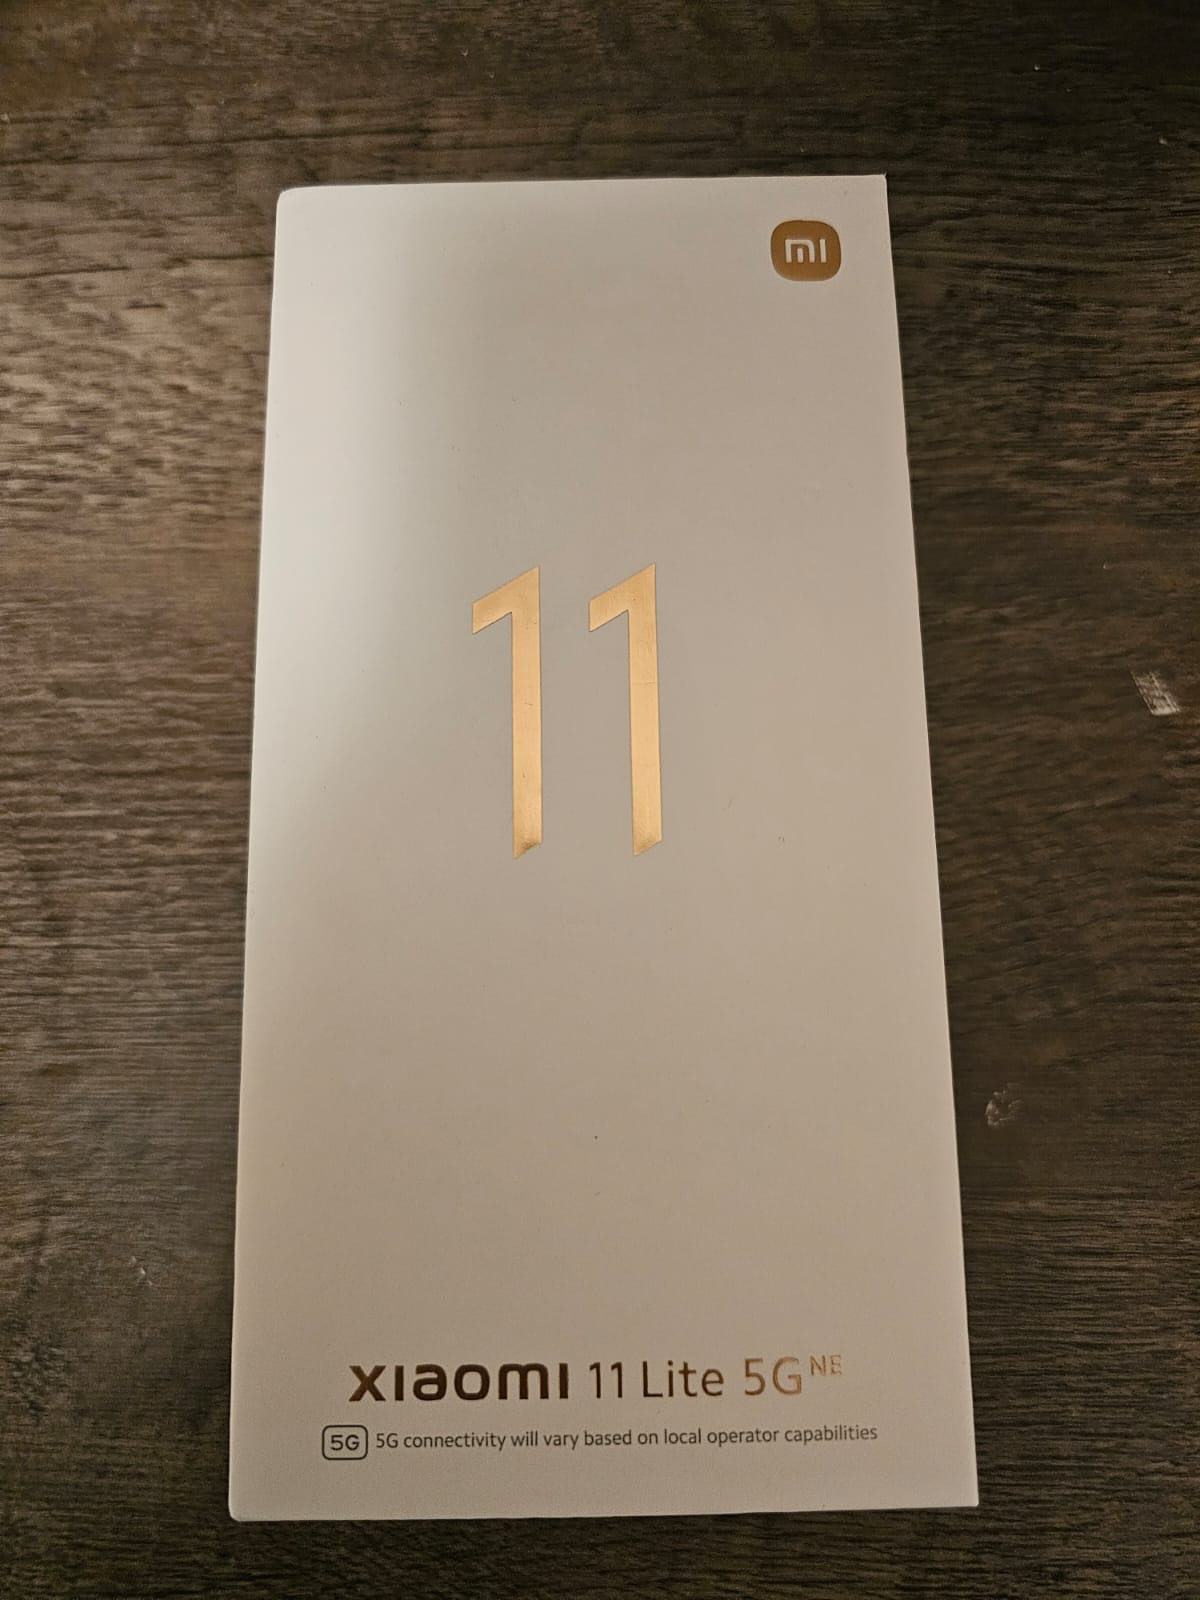 mi
11
xiaomi 11 Lite 5G NE
5G 5G connectivity will vary based on local operator capabilities